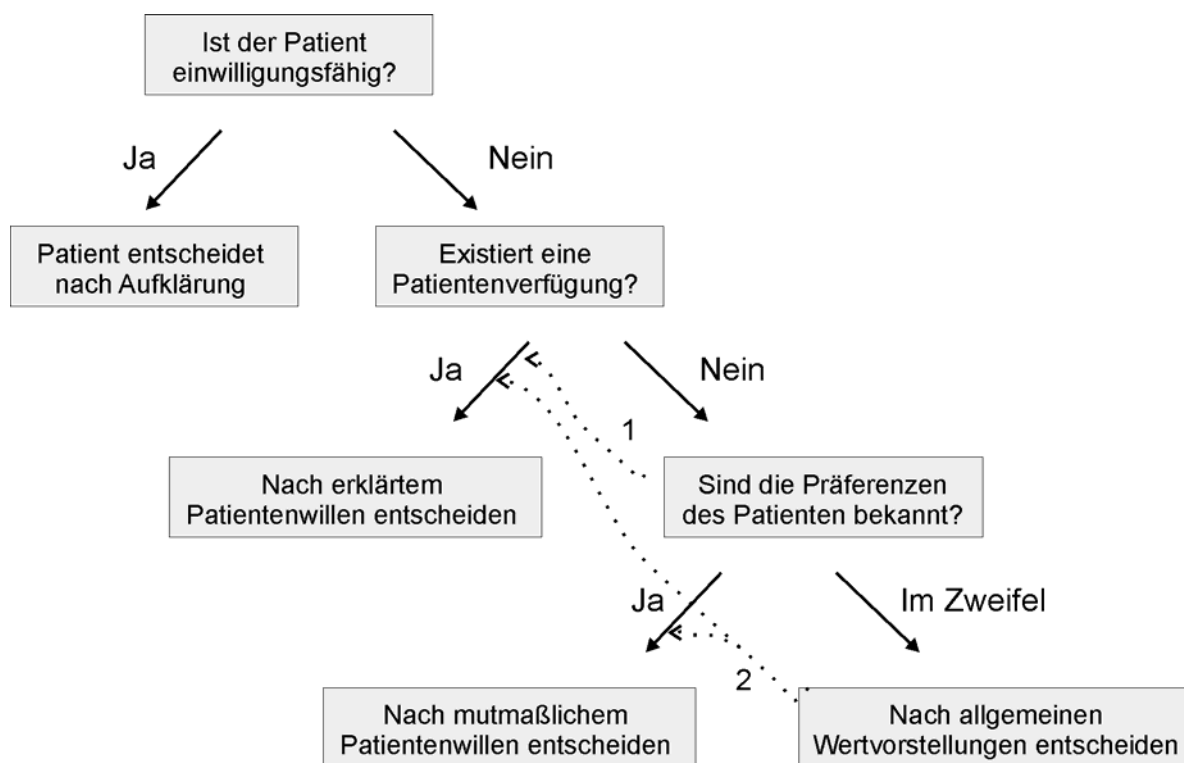 Ist der Patient
einwilligungsfähig?
Ja
Nein
Patient entscheidet
nach Aufklärung
Existiert eine
Patientenverfügung?
Ja
Nein
1
Nach erklärtem
Patientenwillen entscheiden
Sind die Präferenzen
des Patienten bekannt?
Ja
Im Zweifel
2
Nach mutmaßlichem
Patientenwillen entscheiden
Nach allgemeinen
Wertvorstellungen entscheiden